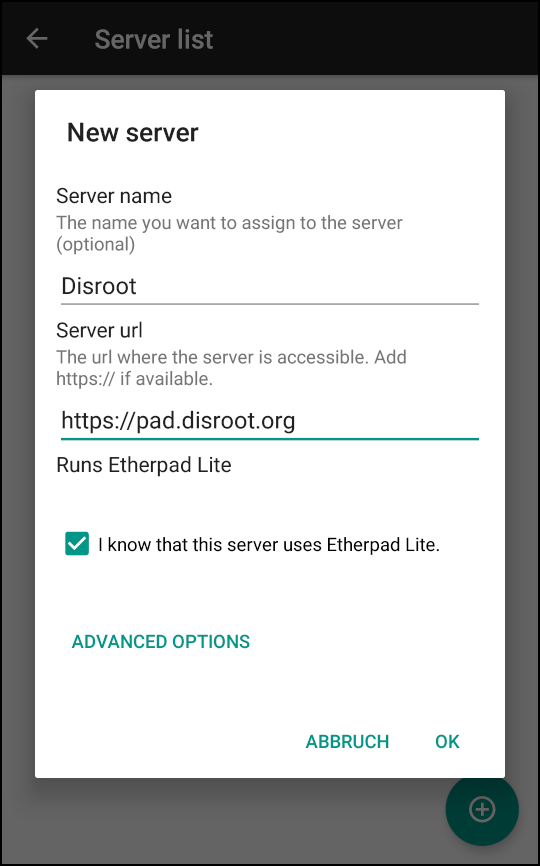 Server list
New server
Server name
The name you want to assign to the server
(optional)
Disroot
Server url
The url where the server is accessible. Add
https:// if available.
https://pad.disroot.org
Runs Etherpad Lite
I know that this server uses Etherpad Lite.
ADVANCED OPTIONS
ABBRUCH OK